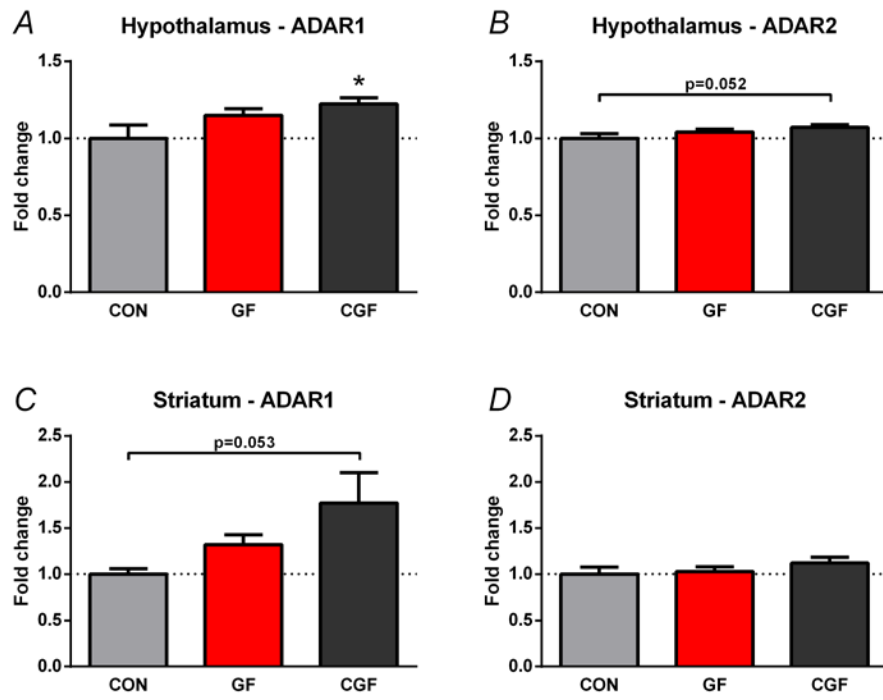 A
Hypothalamus - ADAR1
Fold change
1.5
1.0
0.5
0.0
*
CON GF CGF
B
Hypothalamus - ADAR2
Fold change
1.5
1.0
0.5
0.0
p=0.052
CON GF CGF
C
Striatum - ADAR1
Fold change
2.5
2.0
1.5
1.0
0.5
0.0
p=0.053
CON GF CGF
D
Striatum - ADAR2
Fold change
2.5
2.0
1.5
1.0
0.5
0.0
CON GF CGF